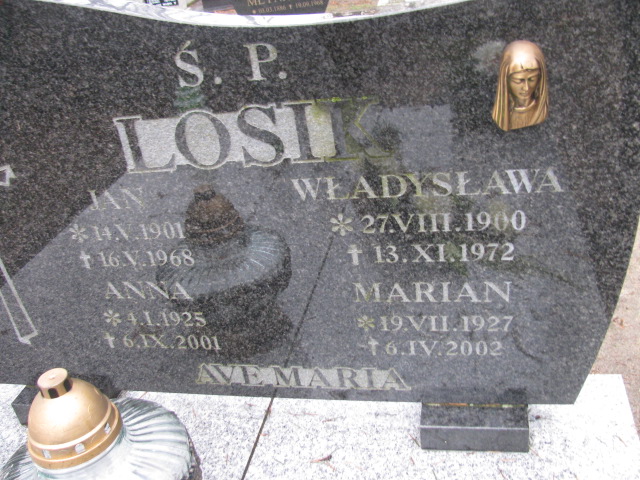 Ś. P.
LOSIK
JAN
* 14.V.1901
† 16.V.1968
WŁADYSŁAWA
* 27.VIII.1900
† 13.XI.1972
ANNA
* 4.I.1925
† 6.IX.2001
MARIAN
* 19.VII.1927
† 6.IV.2002
AVE MARIA